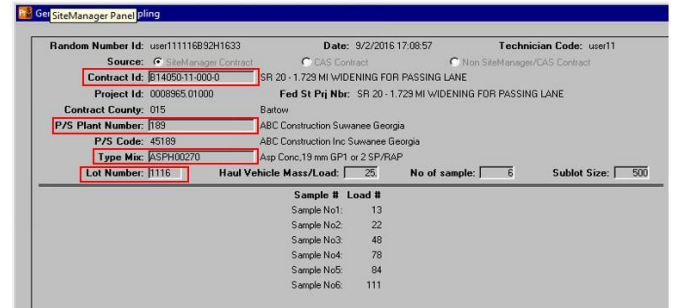 Ge SiteManager Panel pling
Random Number Id: user111116B92H1633 Date: 9/2/2016 17:08:57 Technician Code: user11
Source: SiteManager Contract CAS Contract Non SiteManager/CAS Contract
Contract Id: B14050-11-000-0 SR 20 - 1.729 MI WIDENING FOR PASSING LANE
Project Id: 0008965.01000 Fed St Prj Nbr: SR 20 - 1.729 MI WIDENING FOR PASSING LANE
Contract County: 015 Bartow
P/S Plant Number: 189 ABC Construction Suwanee Georgia
P/S Code: 45189 ABC Construction Inc Suwanee Georgia
Type Mix: ASPH00270 Asp Conc,19 mm GP1 or 2 SP/RAP
Lot Number: 1116 Haul Vehicle Mass/Load: 25 No of sample: 6 Sublot Size: 500
Sample # Load #
Sample No1: 13
Sample No2: 22
Sample No3: 48
Sample No4: 78
Sample No5: 84
Sample No6: 111